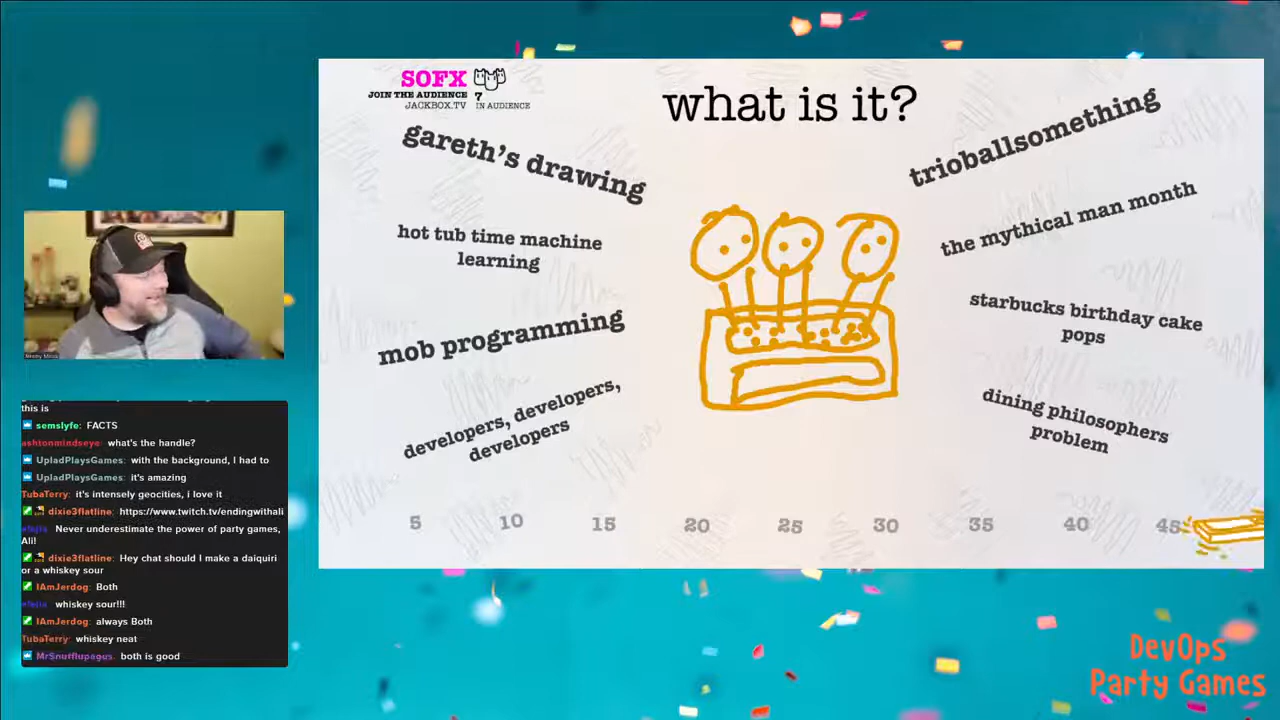 SOFX
JOIN THE AUDIENCE 7
JACKBOX.TV IN AUDIENCE
what is it?
gareth's drawing
hot tub time machine
learning
mob programming
developers, developers,
developers
trioballsomething
the mythical man month
starbucks birthday cake
pops
dining philosophers
problem
5 10 15 20 25 30 35 40 45
this is
semslyfe: FACTS
ashtonmindseye: what's the handle?
UpladPlaysGames: with the background, I had to
UpladPlaysGames: it's amazing
TubaTerry: it's intensely geocities, i love it
dixie3flatline: https://www.twitch.tv/endingwithali
Never underestimate the power of party games,
Ali!
dixie3flatline: Hey chat should I make a daiquiri
or a whiskey sour
IAmJerdog: Both
whiskey sour!!!
IAmJerdog: always Both
TubaTerry: whiskey neat
MrSnufflupagus: both is good
DevOps
Party Games